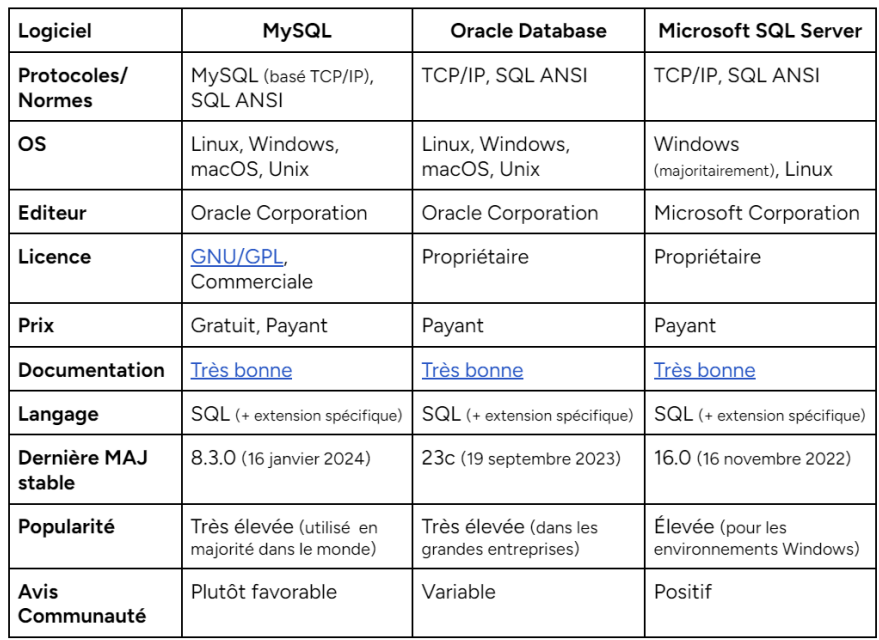 Logiciel MySQL Oracle Database Microsoft SQL Server
Protocoles/ MySQL (basé TCP/IP), TCP/IP, SQL ANSI TCP/IP, SQL ANSI
Normes SQL ANSI
OS Linux, Windows, Linux, Windows, Windows
macOS, Unix macOS, Unix (majoritairement), Linux
Editeur Oracle Corporation Oracle Corporation Microsoft Corporation
Licence GNU/GPL, Propriétaire Propriétaire
Commerciale
Prix Gratuit, Payant Payant Payant
Documentation Très bonne Très bonne Très bonne
Langage SQL (+ extension spécifique) SQL (+ extension spécifique) SQL (+ extension spécifique)
Dernière MAJ 8.3.0 (16 janvier 2024) 23c (19 septembre 2023) 16.0 (16 novembre 2022)
stable
Popularité Très élevée (utilisé en Très élevée (dans les Élevée (pour les
majorité dans le monde) grandes entreprises) environnements Windows)
Avis Plutôt favorable Variable Positif
Communauté